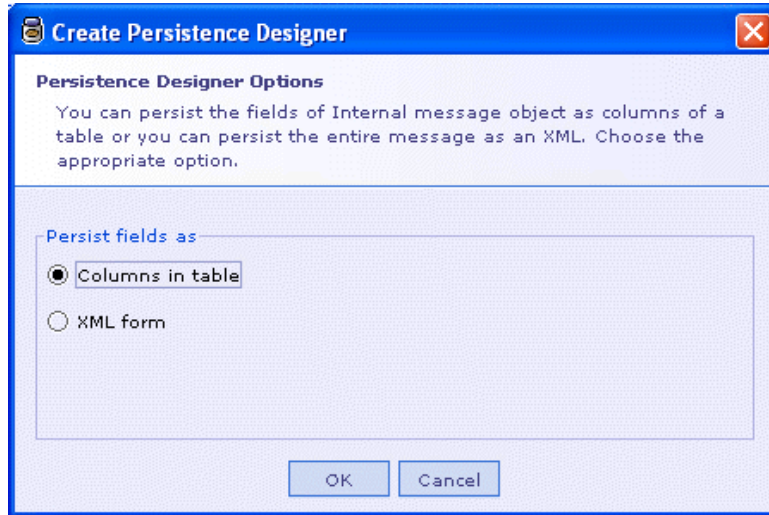 Create Persistence Designer
Persistence Designer Options
You can persist the fields of Internal message object as columns of a
table or you can persist the entire message as an XML. Choose the
appropriate option.
Persist fields as
Columns in table
XML form
OK Cancel